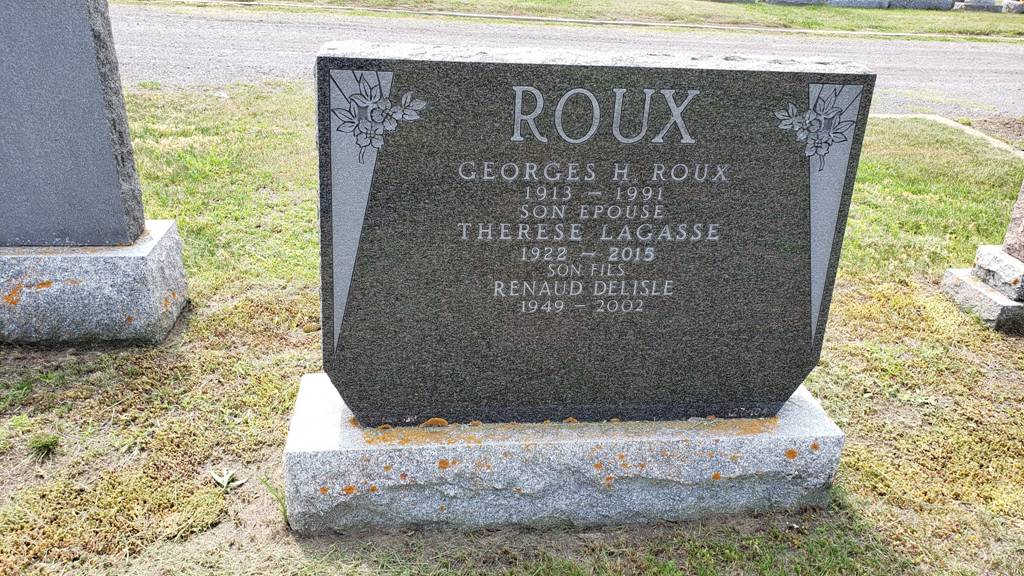 ROUX
GEORGES H. ROUX
1913 - 1991
SON EPOUSE
THERESE LAGASSE
1922 - 2015
SON FILS
RENAUD DELISLE
1949 - 2002